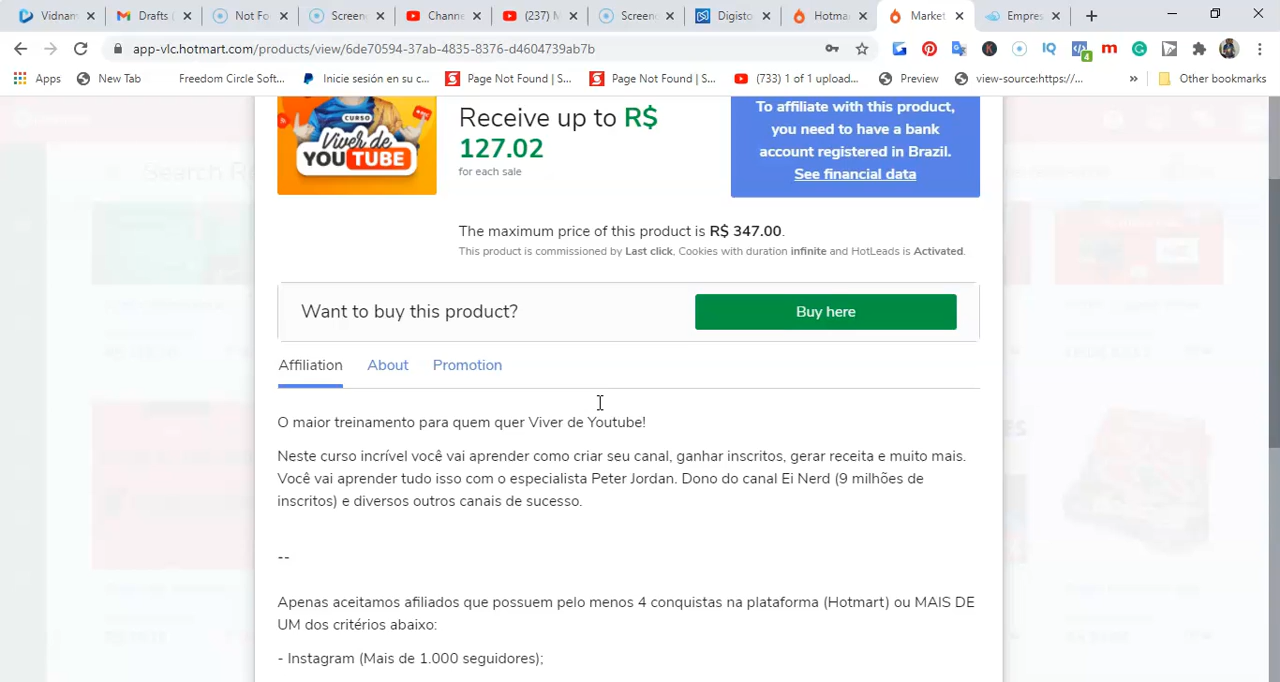 Vidnam
Drafts (
Not Fo
Screen
Channe
(237) M
Screen
Digisto
Hotmar
Market
Empres
app-vlc.hotmart.com/products/view/6de70594-37ab-4835-8376-d4604739ab7b
Apps
New Tab
Freedom Circle Soft...
Inicie sesión en su c...
Page Not Found | S...
Page Not Found | S...
(733) 1 of 1 upload...
Preview
view-source:https://...
»
Other bookmarks
CURSO
Viver de
YOUTUBE
Receive up to R$
127.02
for each sale
To affiliate with this product,
you need to have a bank
account registered in Brazil.
See financial data
The maximum price of this product is R$ 347.00.
This product is commissioned by Last click, Cookies with duration infinite and HotLeads is Activated.
Want to buy this product?
Buy here
Affiliation
About
Promotion
O maior treinamento para quem quer Viver de Youtube!
Neste curso incrível você vai aprender como criar seu canal, ganhar inscritos, gerar receita e muito mais.
Você vai aprender tudo isso com o especialista Peter Jordan. Dono do canal Ei Nerd (9 milhões de
inscritos) e diversos outros canais de sucesso.
--
Apenas aceitamos afiliados que possuem pelo menos 4 conquistas na plataforma (Hotmart) ou MAIS DE
UM dos critérios abaixo:
- Instagram (Mais de 1.000 seguidores);